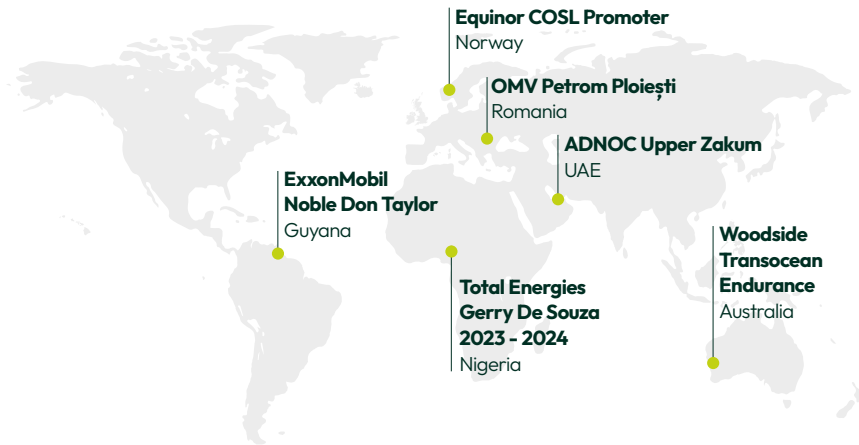 Equinor COSL Promoter
Norway
OMV Petrom Ploiești
Romania
ADNOC Upper Zakum
UAE
ExxonMobil
Noble Don Taylor
Guyana
Woodside
Transocean
Endurance
Australia
Total Energies
Gerry De Souza
2023 - 2024
Nigeria